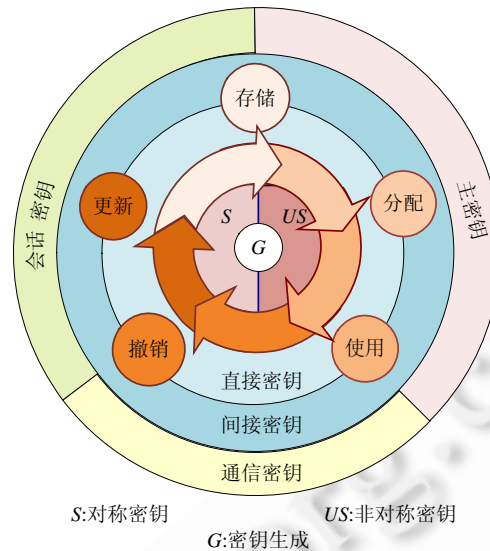 存储
更新
分配
S
US
G
会话 密钥
主密钥
撤销
使用
直接密钥
间接密钥
通信密钥
S:对称密钥
US:非对称密钥
G:密钥生成